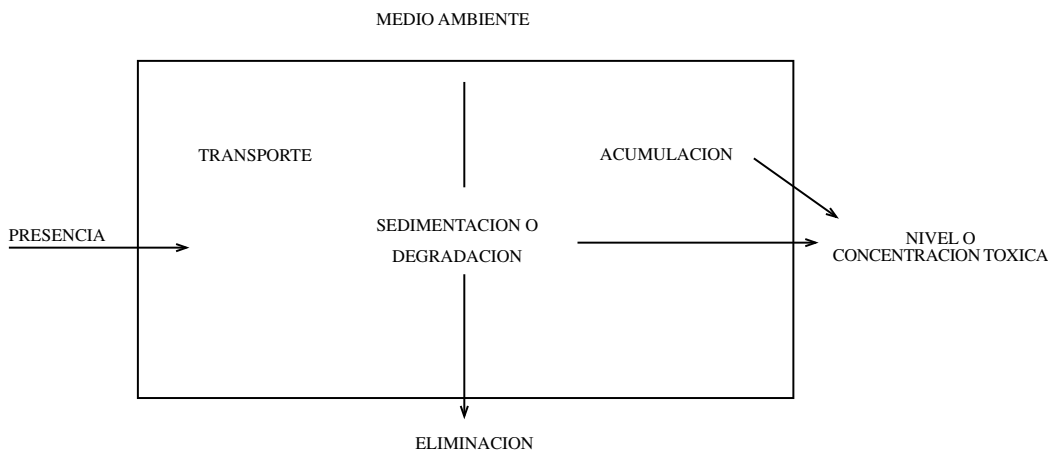 MEDIO AMBIENTE
TRANSPORTE
ACUMULACION
PRESENCIA
SEDIMENTACION O
DEGRADACION
NIVEL O
CONCENTRACION TOXICA
ELIMINACION